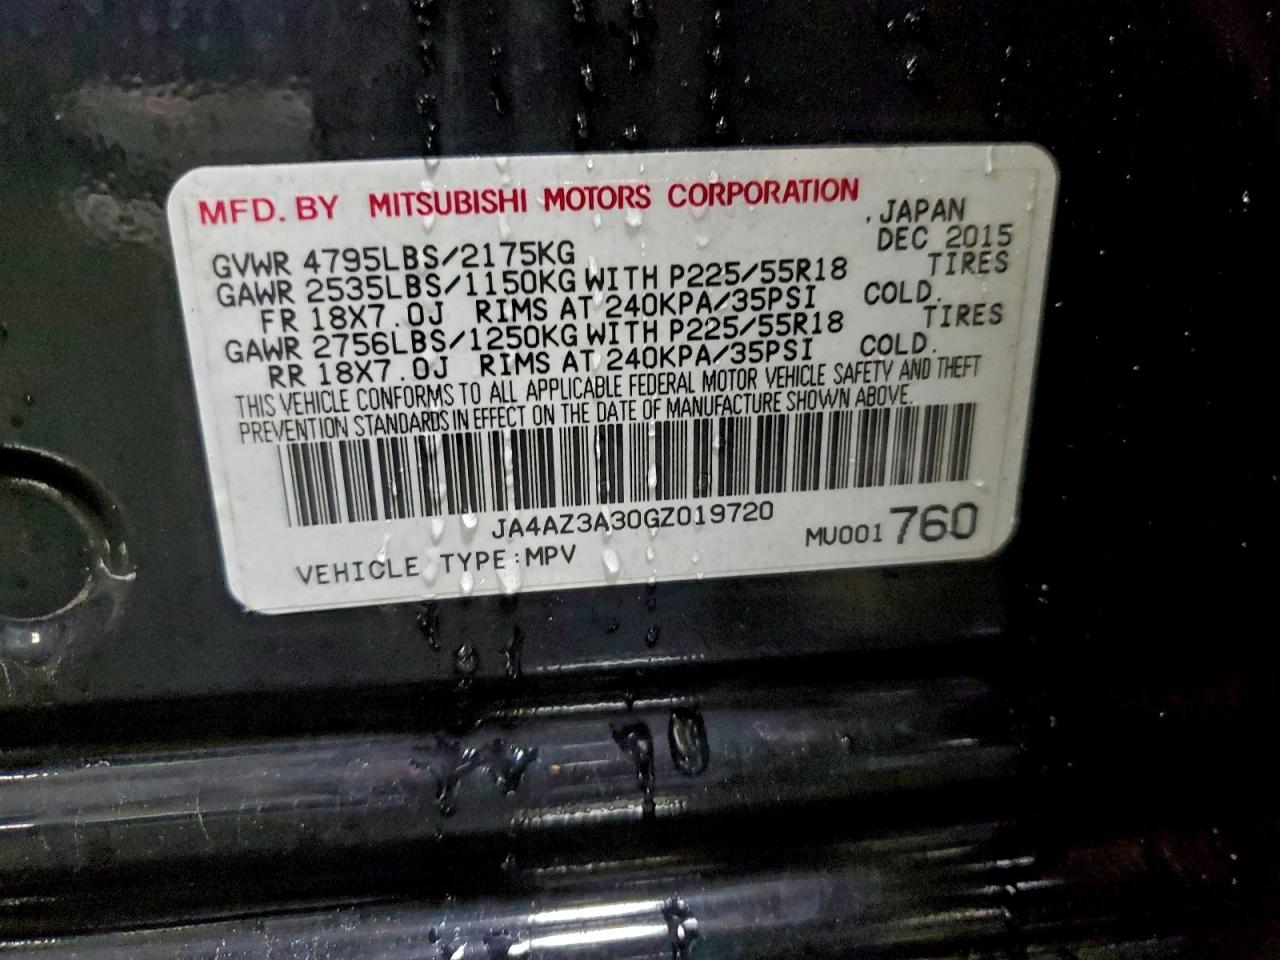 MFD. BY MITSUBISHI MOTORS CORPORATION
, JAPAN
DEC 2015
GVWR 4795LBS/2175KG
GAWR 2535LBS/1150KG WITH P225/55R18 TIRES
FR 18X7.0J RIMS AT 240KPA/35PSI COLD.
GAWR 2756LBS/1250KG WITH P225/55R18 TIRES
RR 18X7.0J RIMS AT 240KPA/35PSI COLD.
THIS VEHICLE CONFORMS TO ALL APPLICABLE FEDERAL MOTOR VEHICLE SAFETY AND THEFT
PREVENTION STANDARDS IN EFFECT ON THE DATE OF MANUFACTURE SHOWN ABOVE.
JA4AZ3A30GZ019720
MU001 760
VEHICLE TYPE:MPV